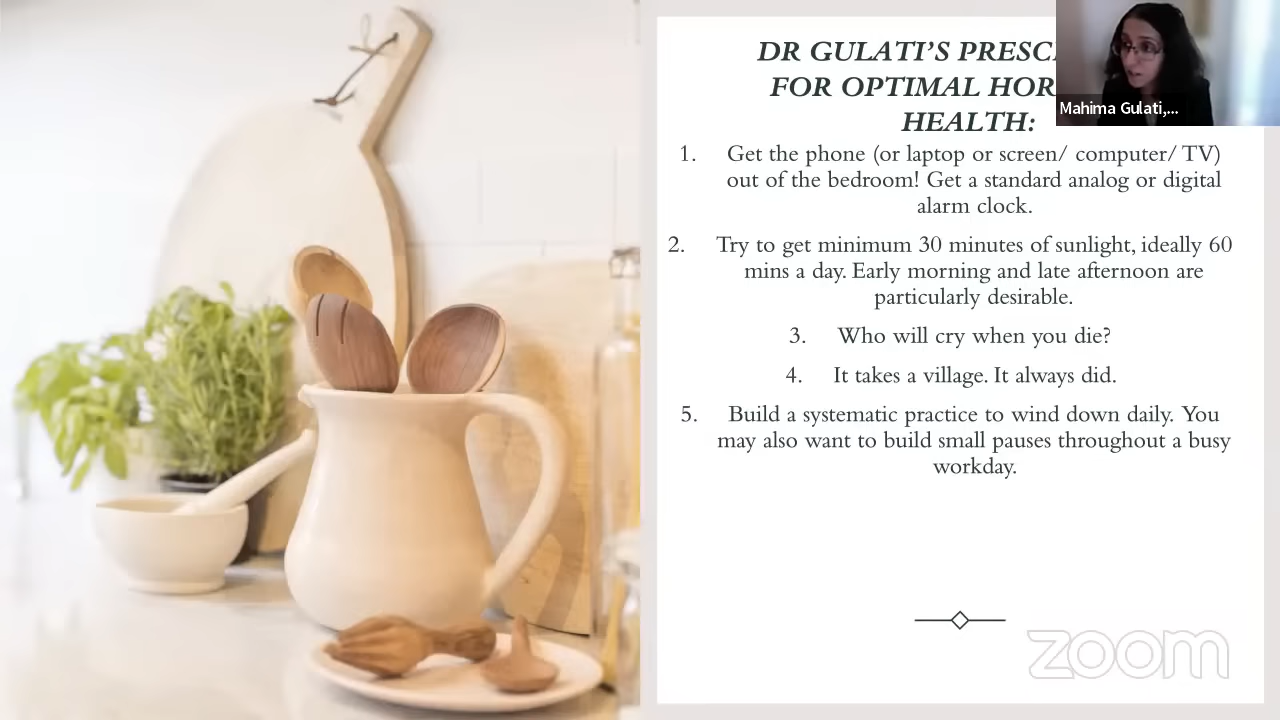 DR GULATI'S
FOR OPTIMAL
HEALTH:
Mahima Gulati,...
1. Get the phone (or laptop or screen/ computer/ TV)
out of the bedroom! Get a standard analog or digital
alarm clock.
2. Try to get minimum 30 minutes of sunlight, ideally 60
mins a day. Early morning and late afternoon are
particularly desirable.
3. Who will cry when you die?
4. It takes a village. It always did.
5. Build a systematic practice to wind down daily. You
may also want to build small pauses throughout a busy
workday.
zoom